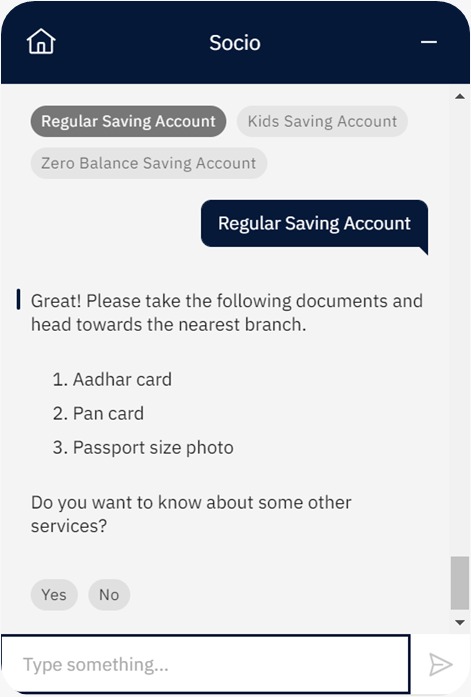 Socio
Regular Saving Account
Kids Saving Account
Zero Balance Saving Account
Regular Saving Account
Great! Please take the following documents and
head towards the nearest branch.
1. Aadhar card
2. Pan card
3. Passport size photo
Do you want to know about some other
services?
Yes
No
Type something...